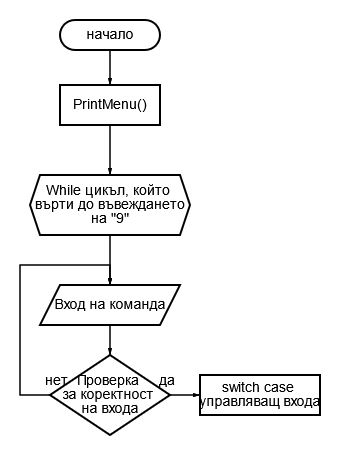 начало
PrintMenu()
While цикъл, който
върти до въвеждането
на "9"
Вход на команда
нет
Проверка
за коректност
на входа
да
switch case
управляващ входа